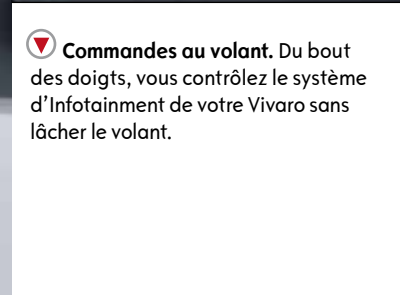 Commandes au volant. Du bout
des doigts, vous contrôlez le système
d’Infotainment de votre Vivaro sans
lâcher le volant.